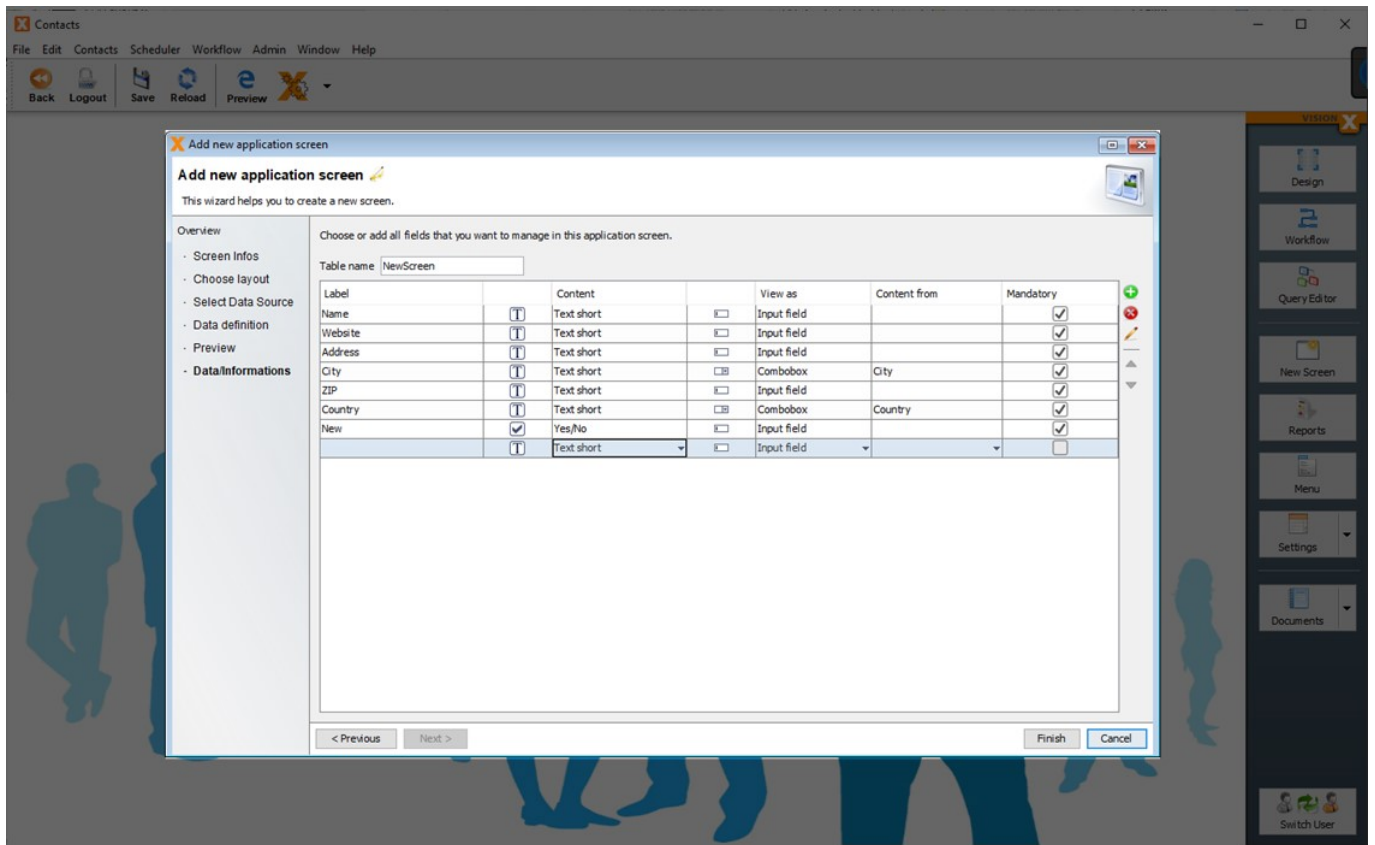 Contacts
File Edit Contacts Scheduler Workflow Admin Window Help
Back Logout Save Reload Preview
VISION X
Design
Workflow
Query Editor
New Screen
Reports
Menu
Settings
Documents
Switch User
Add new application screen
Add new application screen
This wizard helps you to create a new screen.
Overview
· Screen Infos
· Choose layout
· Select Data Source
· Data definition
· Preview
· Data/Informations
Choose or add all fields that you want to manage in this application screen.
Table name NewScreen
Label Content View as Content from Mandatory
Name T Text short Input field
Website T Text short Input field
Address T Text short Input field
City T Text short Combobox City
ZIP T Text short Input field
Country T Text short Combobox Country
New Yes/No Input field
T Text short Input field
< Previous Next > Finish Cancel